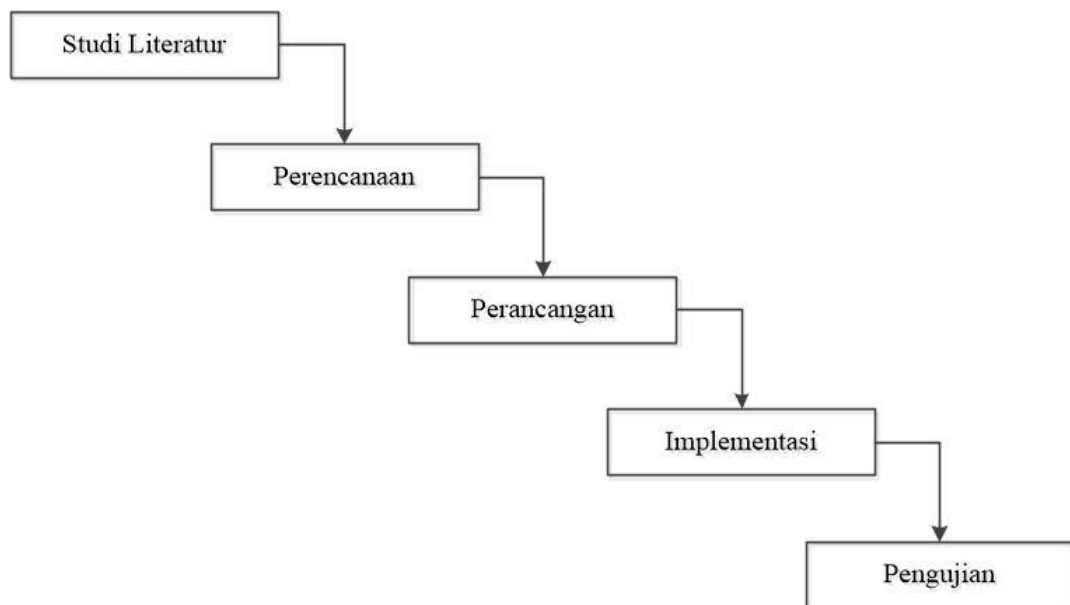 Studi Literatur
Perencanaan
Perancangan
Implementasi
Pengujian